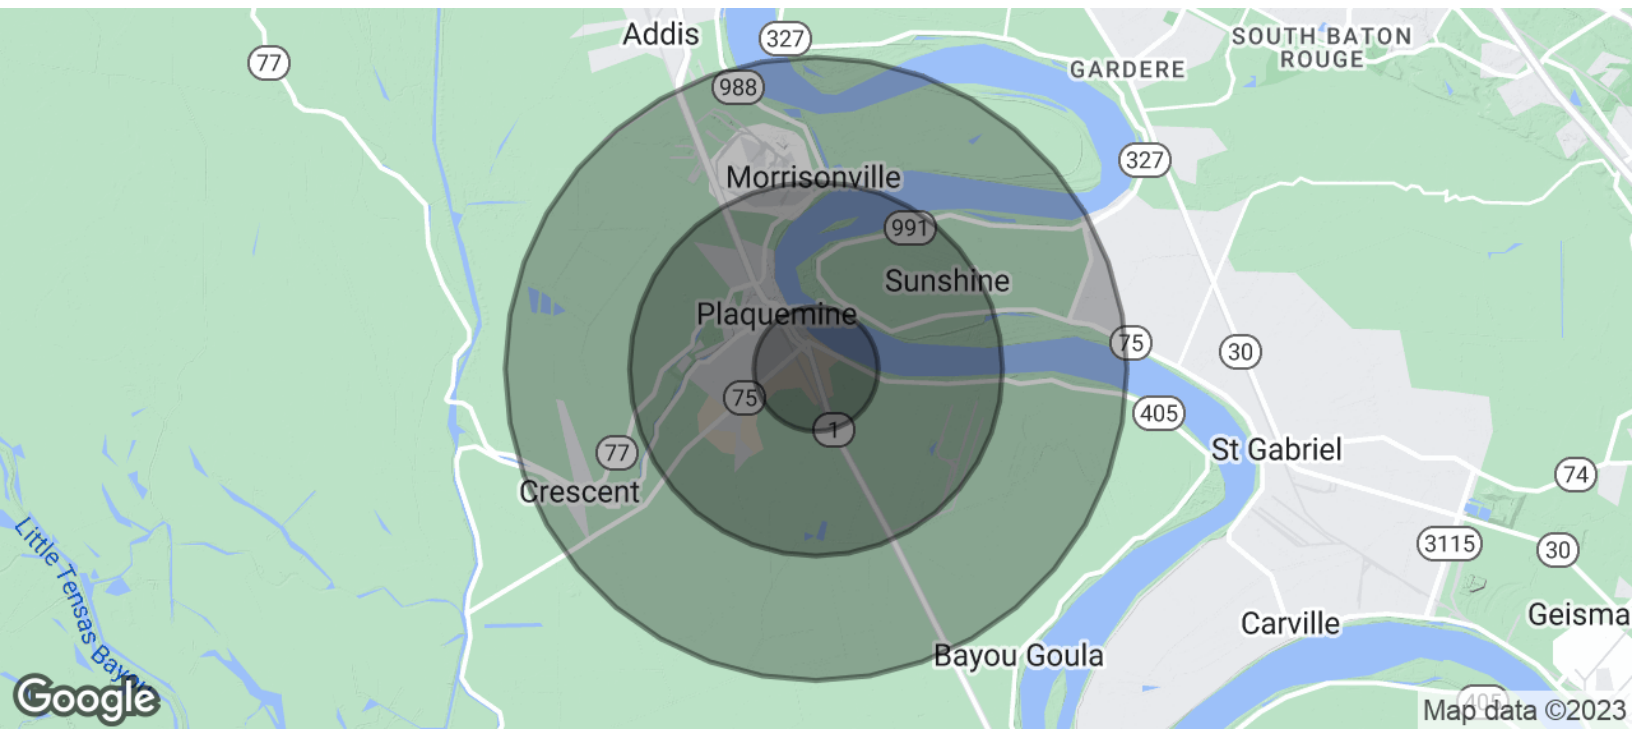 Addis
327
77
988
SOUTH BATON
ROUGE
GARDERE
327
Morrisonville
991
Sunshine
Plaquemine
75
30
75
405
1
77
St Gabriel
74
Crescent
3115
30
Little Tensas Bayou
Carville
Geisma
Bayou Goula
405
Google
Map data ©2023